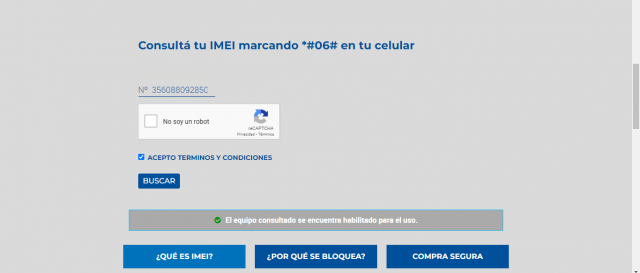 Consultá tu IMEI marcando *#06# en tu celular
Nº 35608809285C
No soy un robot
reCAPTCHA
Privacidad - Términos
ACEPTO TERMINOS Y CONDICIONES
BUSCAR
El equipo consultado se encuentra habilitado para el uso.
¿QUÉ ES IMEI? ¿POR QUÉ SE BLOQUEA? COMPRA SEGURA